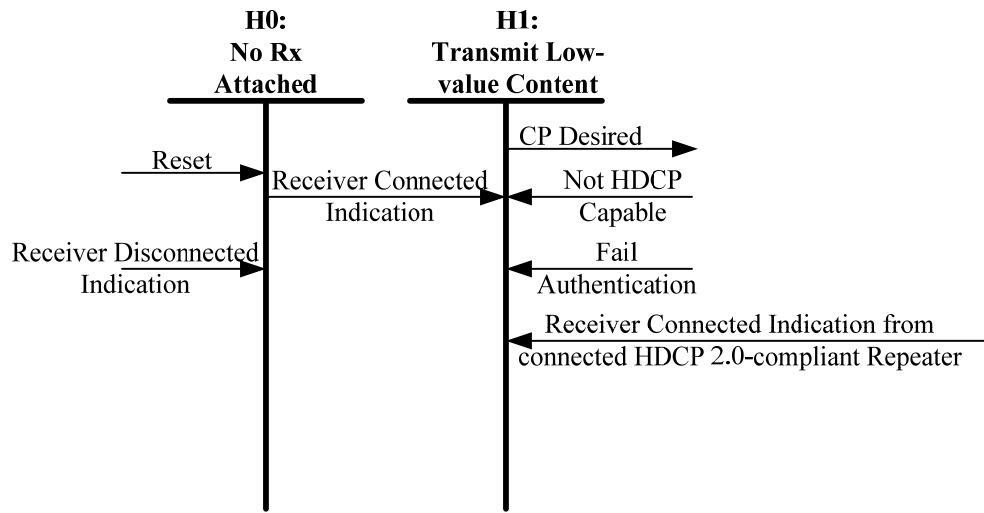 H0:
No Rx
Attached
H1:
Transmit Low-
value Content
CP Desired
Reset
Receiver Connected
Indication
Not HDCP
Capable
Receiver Disconnected
Indication
Fail
Authentication
Receiver Connected Indication from
connected HDCP 2.0-compliant Repeater